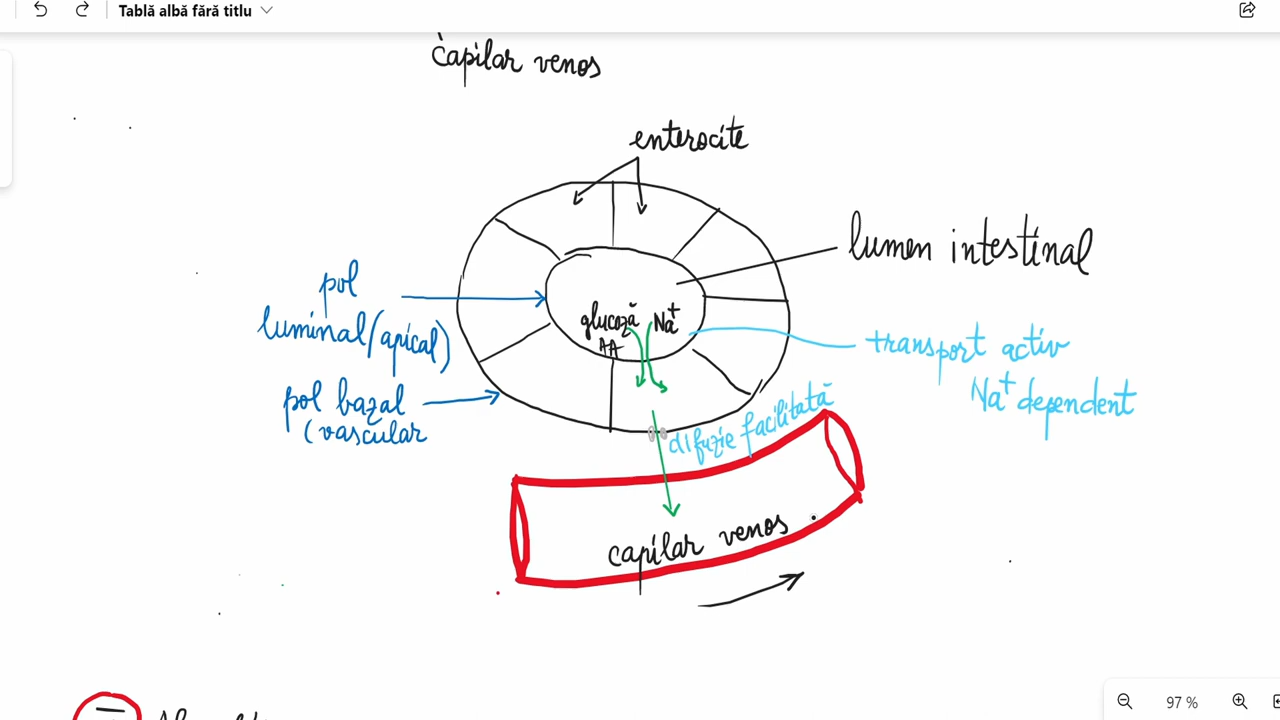 Tablă albă fără titlu
capilar venos
enterocite
lumen intestinal
pol
luminal/(apical)
glucoză Na+
AA
transport activ
Na+ dependent
pol bazal
(vascular
difuzie facilitată
capilar venos
97 %